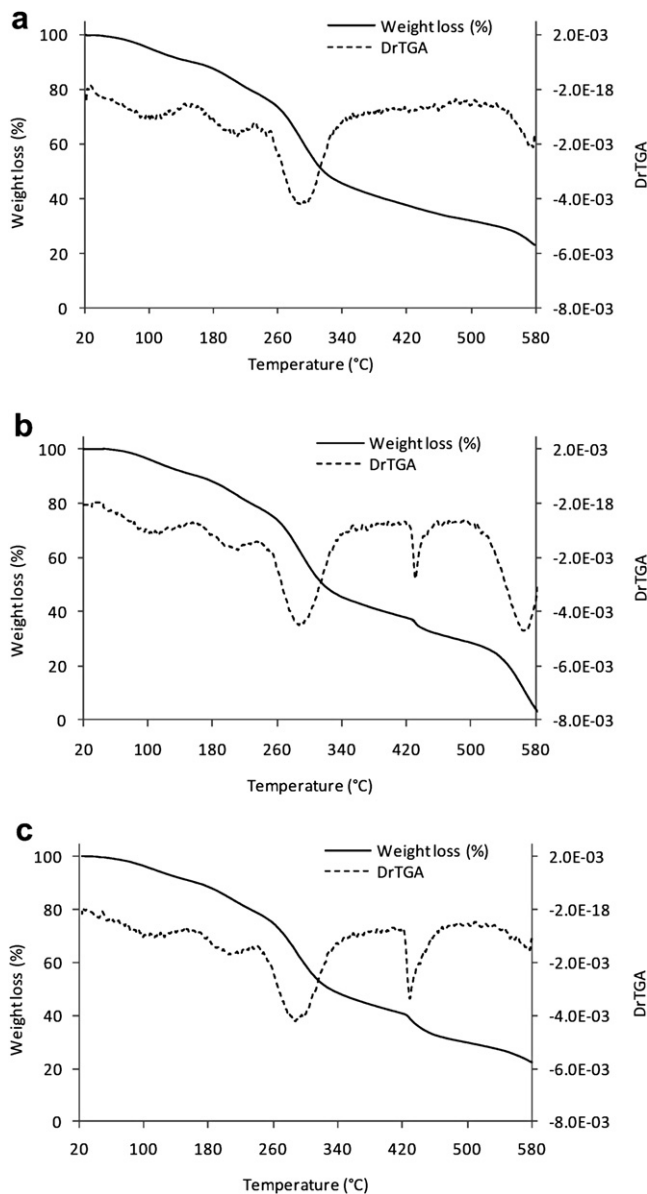 a
Weight loss (%)
DrTGA
100
80
60
40
20
0
Weight loss (%)
2.0E-03
-2.0E-18
-2.0E-03
-4.0E-03
-6.0E-03
-8.0E-03
DrTGA
20 100 180 260 340 420 500 580
Temperature (°C)
b
Weight loss (%)
DrTGA
100
80
60
40
20
0
Weight loss (%)
2.0E-03
-2.0E-18
-2.0E-03
-4.0E-03
-6.0E-03
-8.0E-03
DrTGA
20 100 180 260 340 420 500 580
Temperature (°C)
c
Weight loss (%)
DrTGA
100
80
60
40
20
0
Weight loss (%)
2.0E-03
-2.0E-18
-2.0E-03
-4.0E-03
-6.0E-03
-8.0E-03
DrTGA
20 100 180 260 340 420 500 580
Temperature (°C)